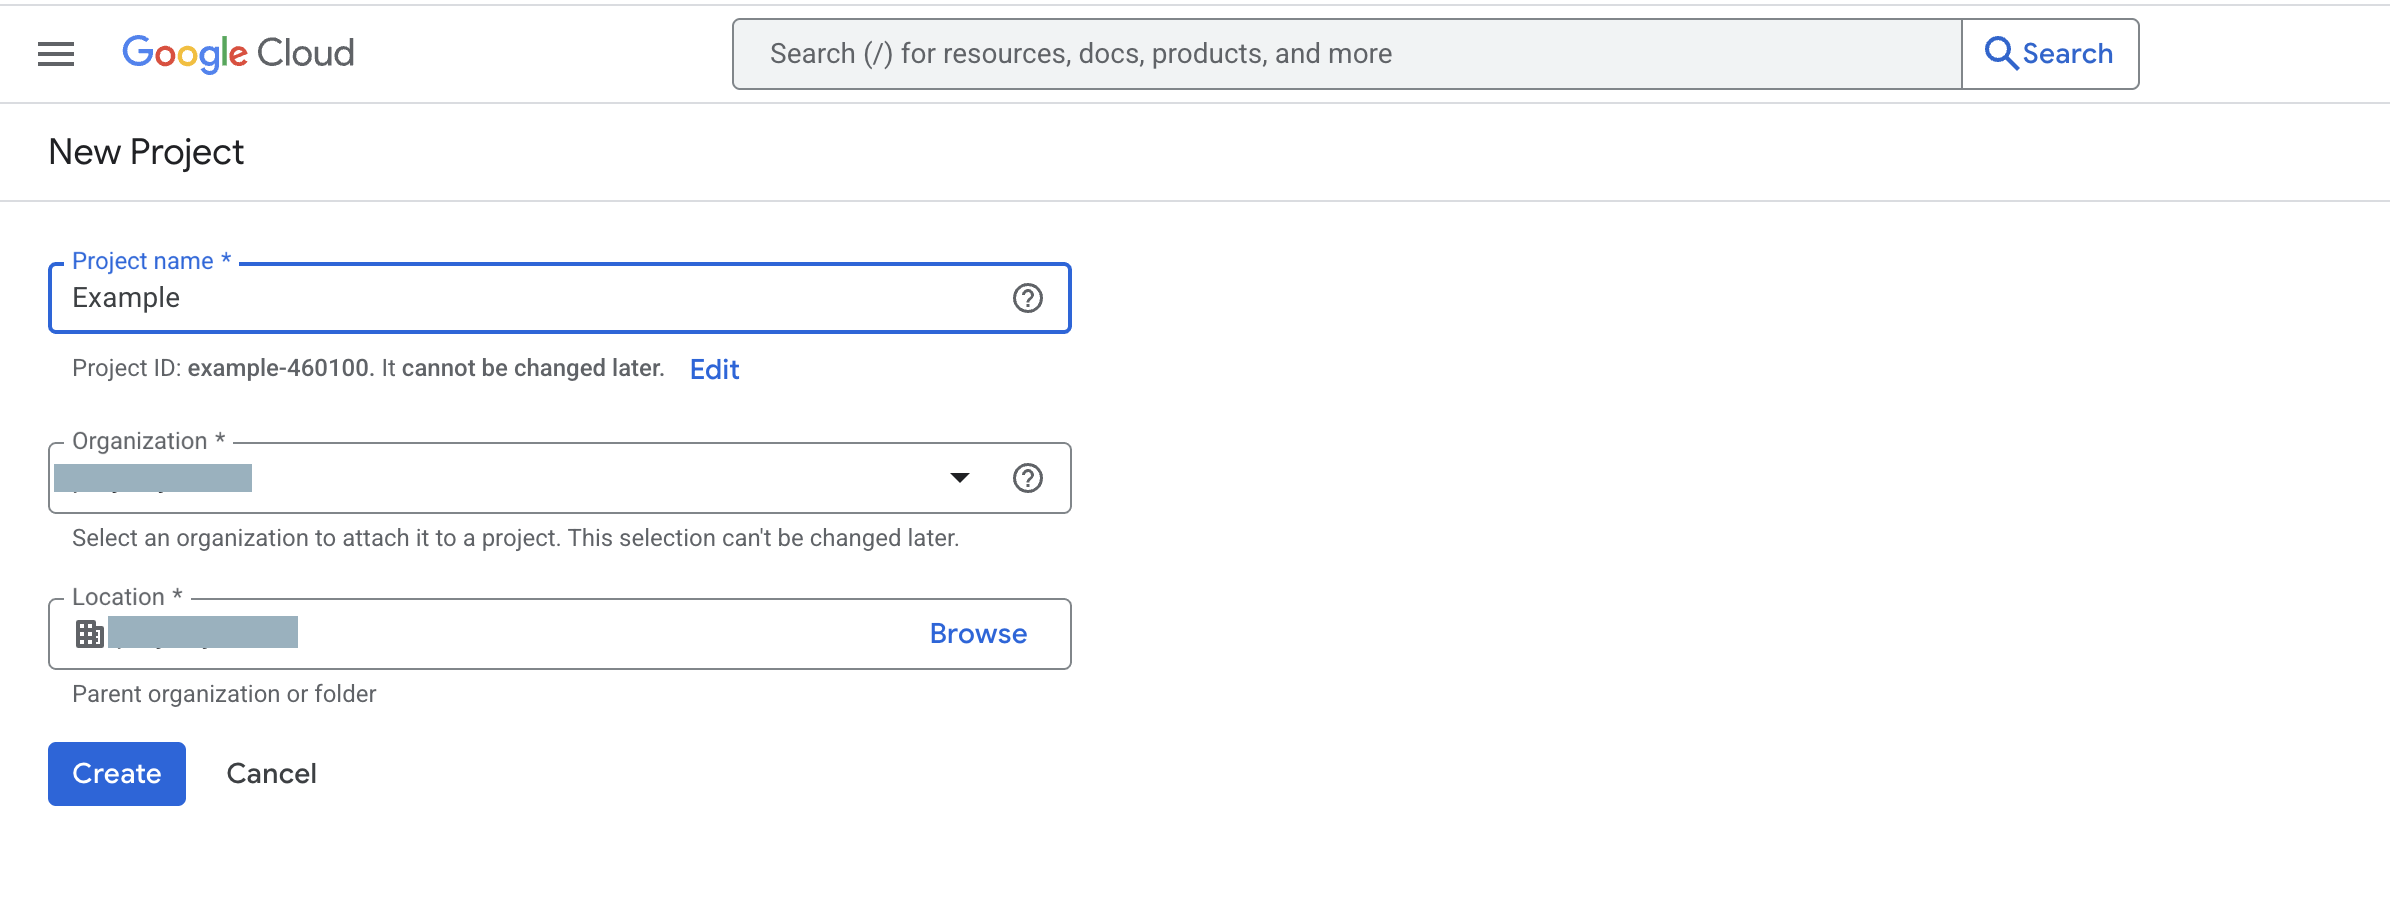 Google Cloud
Search (/) for resources, docs, products, and more
Search
New Project
Project name *
Example
Project ID: example-460100. It cannot be changed later. Edit
Organization *
Select an organization to attach it to a project. This selection can't be changed later.
Location *
Browse
Parent organization or folder
Create Cancel